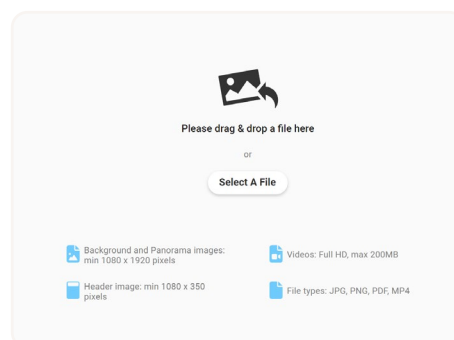 Please drag & drop a file here
or
Select A File
Background and Panorama images:
min 1080 x 1920 pixels
Videos: Full HD, max 200MB
Header image: min 1080 x 350
pixels
File types: JPG, PNG, PDF, MP4